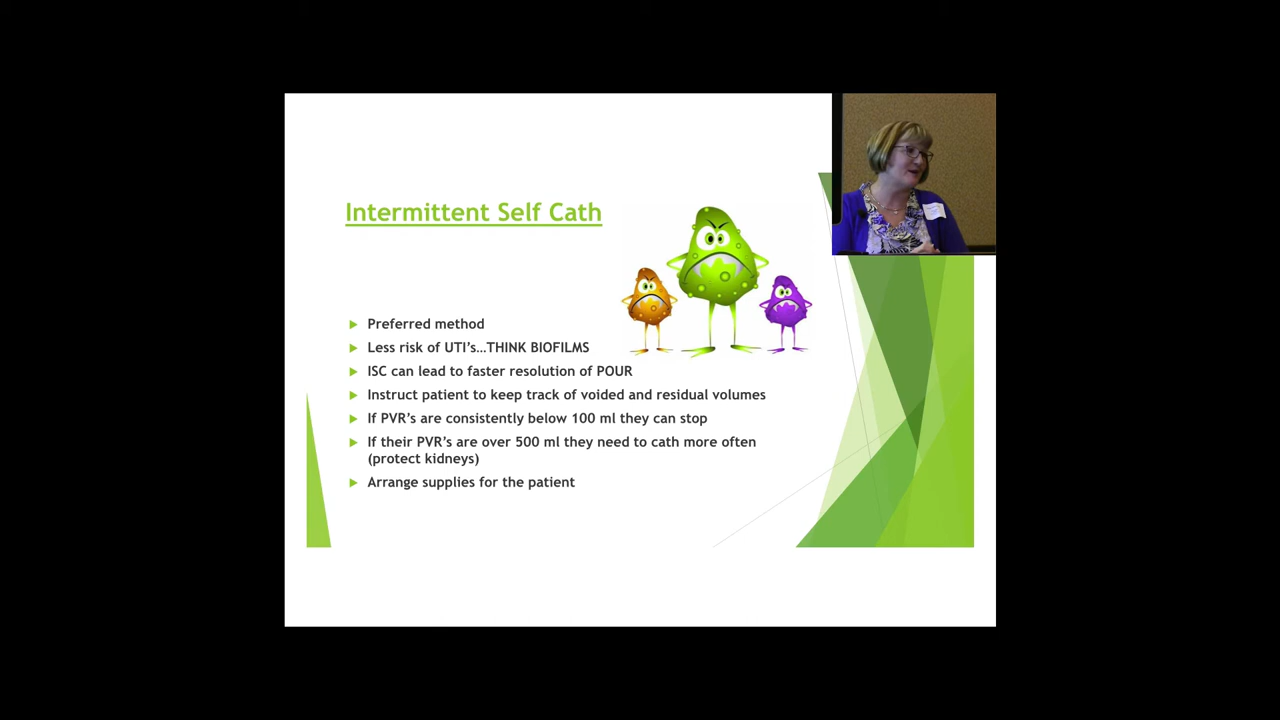 Intermittent Self Cath
Preferred method
Less risk of UTI's…THINK BIOFILMS
ISC can lead to faster resolution of POUR
Instruct patient to keep track of voided and residual volumes
If PVR's are consistently below 100 ml they can stop
If their PVR's are over 500 ml they need to cath more often
(protect kidneys)
Arrange supplies for the patient